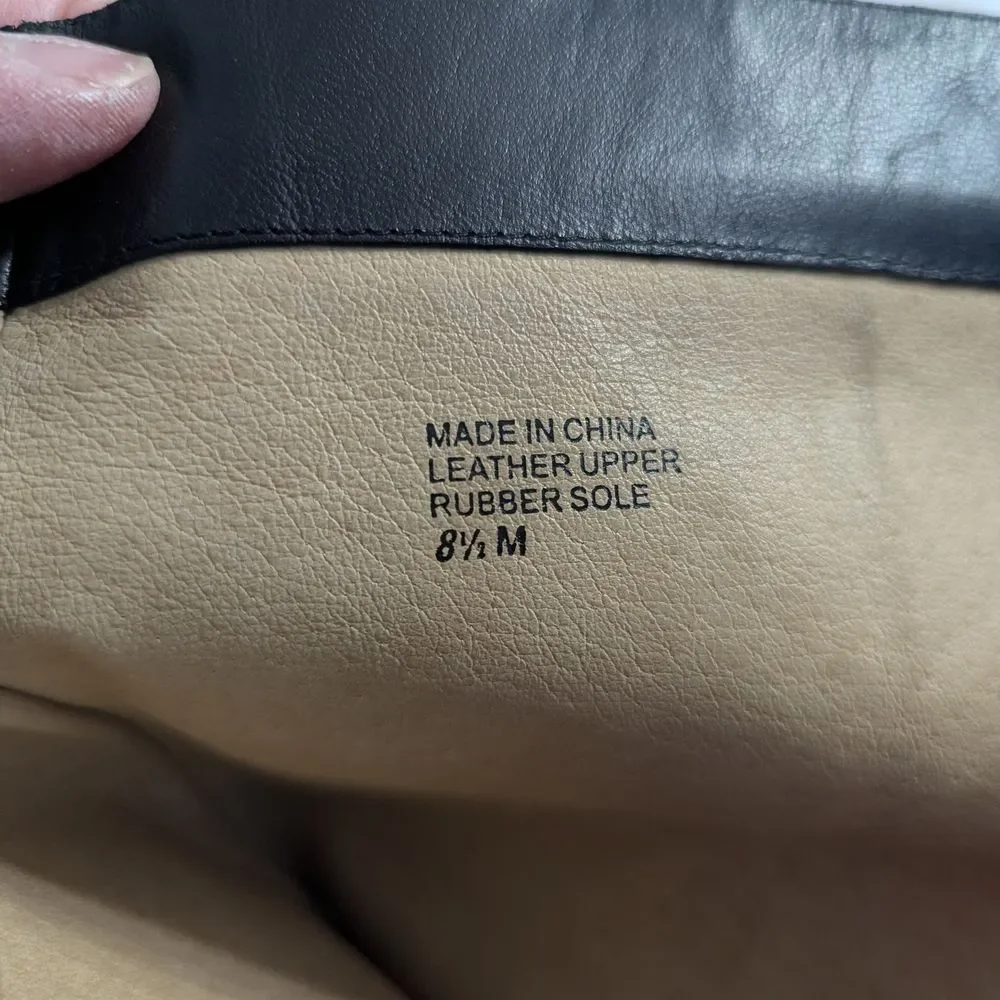 MADE IN CHINA
LEATHER UPPER
RUBBER SOLE
8½ M